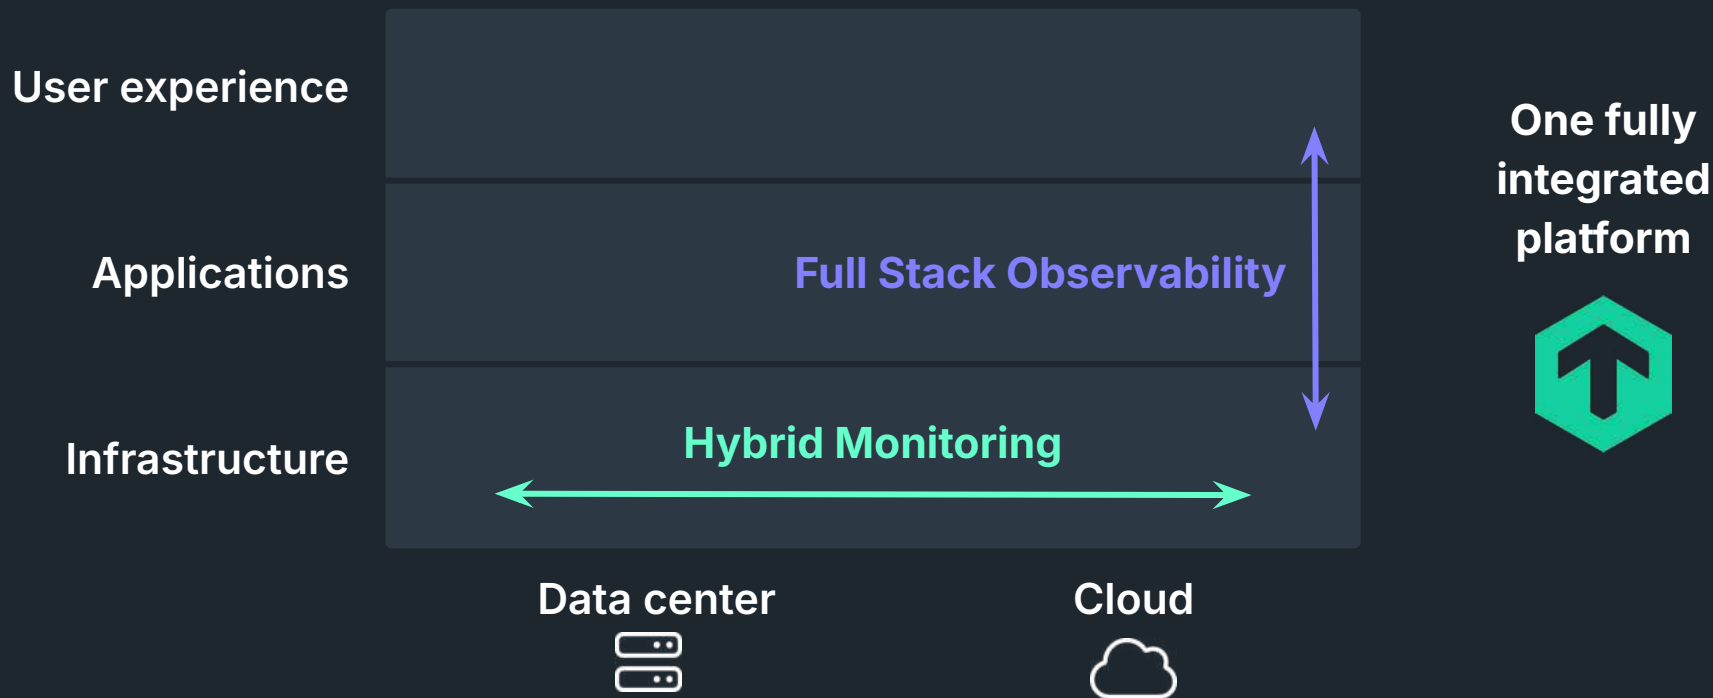 User experience
One fully
integrated
platform
Applications
Full Stack Observability
Infrastructure
Hybrid Monitoring
Data center
Cloud